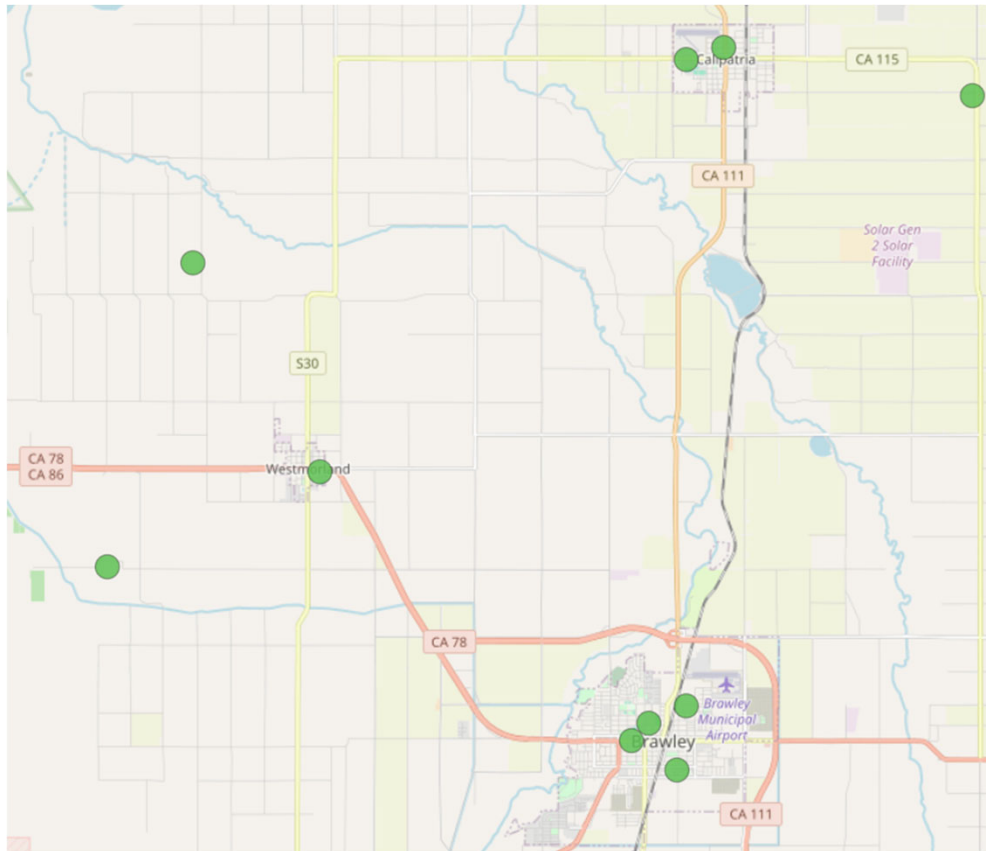 Calipatria
CA 115
CA 111
Solar Gen
2 Solar
Facility
S30
CA 78
CA 86
Westmorland
CA 78
Brawley
Municipal
Airport
Brawley
CA 111